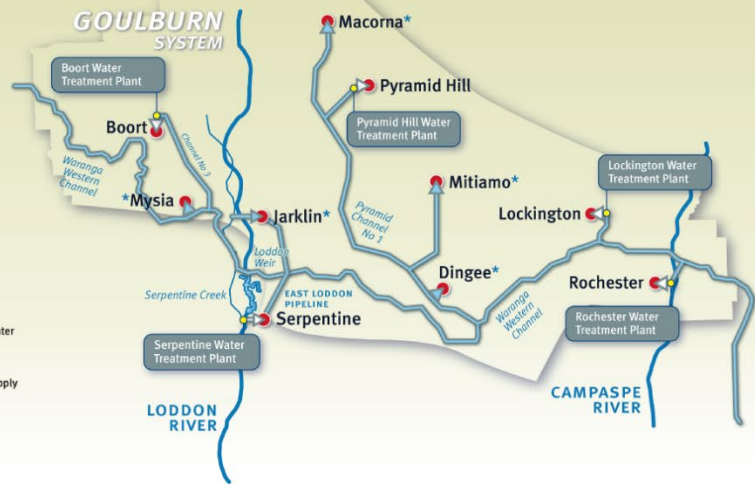 GOULBURN
SYSTEM
Macorna*
Boort Water
Treatment Plant
Pyramid Hill
Pyramid Hill Water
Treatment Plant
Boort
Channel No 3
Lockington Water
Treatment Plant
Waranga
Western
Channel
*Mysia
Mitiamo*
Jarklin*
Lockington
Pyramid
Channel
No 1
Loddon
Weir
Dingee*
Rochester
Serpentine Creek
EAST LODDON
PIPELINE
Waranga
Western
Channel
Serpentine
Rochester Water
Treatment Plant
ter
Serpentine Water
Treatment Plant
pply
LODDON
RIVER
CAMPASPE
RIVER